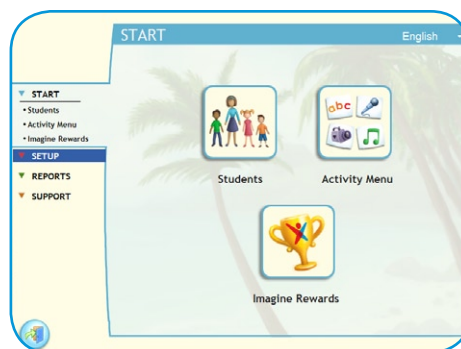 START
English
START
• Students
• Activity Menu
• Imagine Rewards
SETUP
REPORTS
SUPPORT
abc
Students
Activity Menu
Imagine Rewards